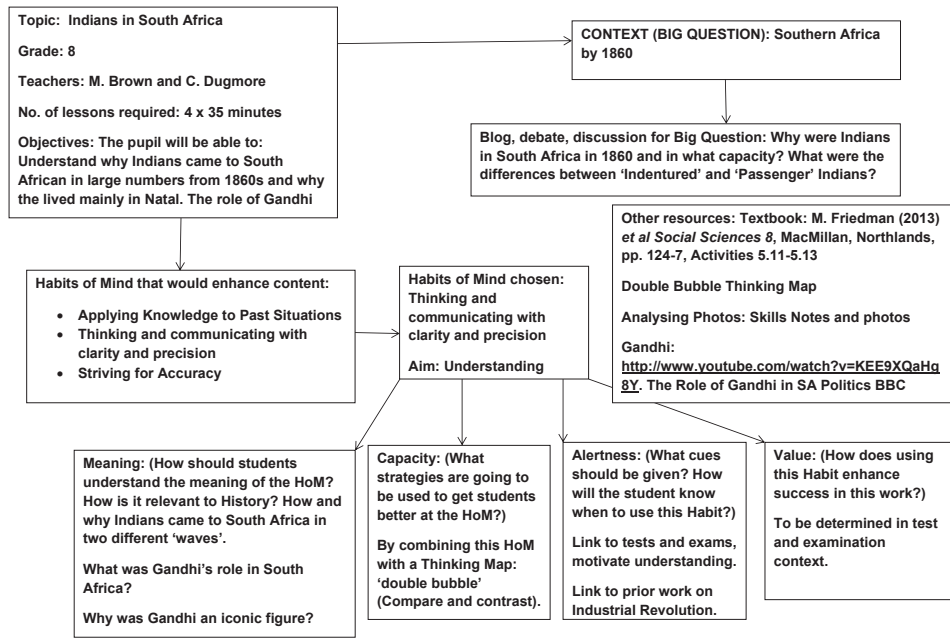 Topic: Indians in South Africa
Grade: 8
Teachers: M. Brown and C. Dugmore
No. of lessons required: 4 x 35 minutes
Objectives: The pupil will be able to:
Understand why Indians came to South
African in large numbers from 1860s and why
the lived mainly in Natal. The role of Gandhi
CONTEXT (BIG QUESTION): Southern Africa
by 1860
Blog, debate, discussion for Big Question: Why were Indians
in South Africa in 1860 and in what capacity? What were the
differences between ‘Indentured’ and ‘Passenger’ Indians?
Other resources: Textbook: M. Friedman (2013)
et al Social Sciences 8, MacMillan, Northlands,
pp. 124-7, Activities 5.11-5.13
Double Bubble Thinking Map
Analysing Photos: Skills Notes and photos
Gandhi:
http://www.youtube.com/watch?v=KEE9XQaHg
8Y. The Role of Gandhi in SA Politics BBC
Habits of Mind that would enhance content:
• Applying Knowledge to Past Situations
• Thinking and communicating with
clarity and precision
• Striving for Accuracy
Habits of Mind chosen:
Thinking and
communicating with
clarity and precision
Aim: Understanding
Meaning: (How should students
understand the meaning of the HoM?
How is it relevant to History? How and
why Indians came to South Africa in
two different ‘waves’.
What was Gandhi’s role in South
Africa?
Why was Gandhi an iconic figure?
Capacity: (What
strategies are going to
be used to get students
better at the HoM?)
By combining this HoM
with a Thinking Map:
‘double bubble’
(Compare and contrast).
Alertness: (What cues
should be given? How
will the student know
when to use this Habit?)
Link to tests and exams,
motivate understanding.
Link to prior work on
Industrial Revolution.
Value: (How does using
this Habit enhance
success in this work?)
To be determined in test
and examination
context.